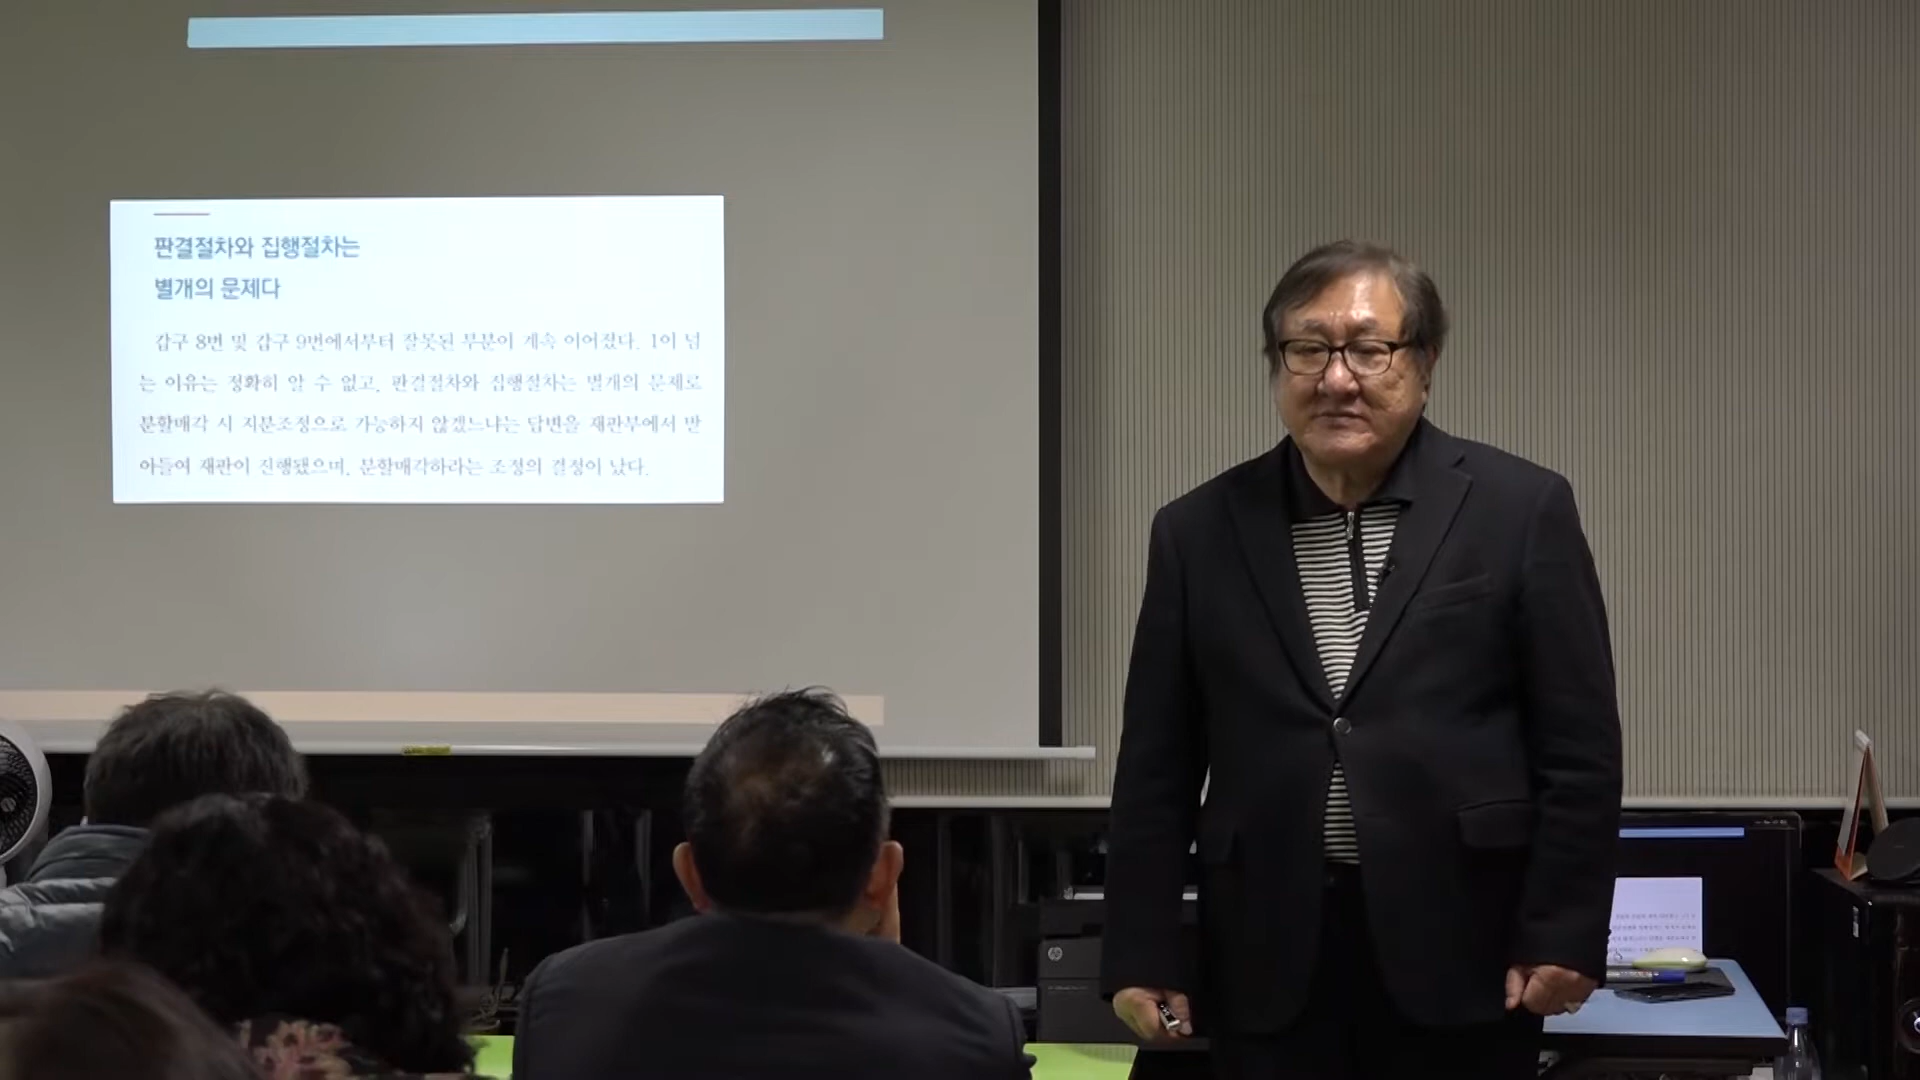 판결절차와 집행절차는
별개의 문제다
갑구 8번 및 갑구 9번에서부터 잘못된 부분이 계속 이어졌다. 1이 넘
는 이유는 정확히 알 수 없고, 판결절차와 집행절차는 별개의 문제로
분할매각 시 지분조정으로 가능하지 않겠느냐는 답변을 재판부에서 받
아들여 재판이 진행됐으며, 분할매각하라는 조정의 결정이 났다.
hp